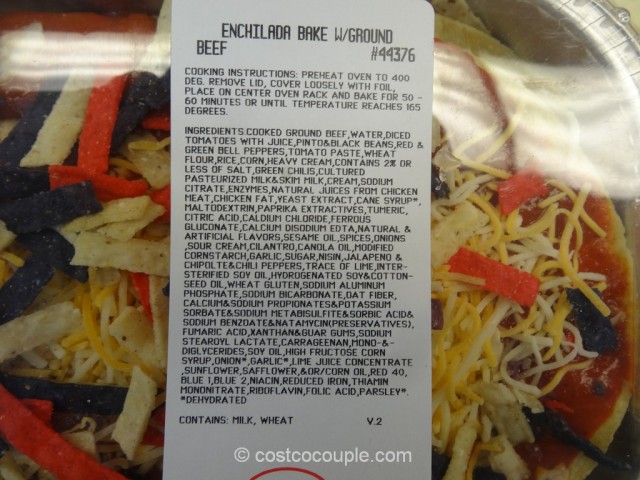 ENCHILADA BAKE W/GROUND
BEEF #44376
COOKING INSTRUCTIONS: PREHEAT OVEN TO 400
DEG. REMOVE LID, COVER LOOSELY WITH FOIL,
PLACE ON CENTER OVEN RACK AND BAKE FOR 50 -
60 MINUTES OR UNTIL TEMPERATURE REACHES 165
DEGREES.
INGREDIENTS:COOKED GROUND BEEF,WATER,DICED
TOMATOES WITH JUICE,PINTO&BLACK BEANS,RED &
GREEN BELL PEPPERS,TOMATO PASTE,WHEAT
FLOUR,RICE,CORN,HEAVY CREAM,CONTAINS 2% OR
LESS OF SALT,GREEN CHILIS,CULTURED
PASTEURIZED MILK&SKIM MILK,CREAM,SODIUM
CITRATE,ENZYMES,NATURAL JUICES FROM CHICKEN
MEAT,CHICKEN FAT,YEAST EXTRACT,CANE SYRUP*,
MALTODEXTRIN,PAPRIKA EXTRACTIVES,TUMERIC,
CITRIC ACID,CALDIUM CHLORIDE,FERROUS
GLUCONATE,CALCIUM DISODIUM EDTA,NATURAL &
ARTIFICIAL FLAVORS,SESAME OIL,SPICES,ONIONS
,SOUR CREAM,CILANTRO,CANOLA OIL,MODIFIED
CORNSTARCH,GARLIC,SUGAR,NISIN,JALAPENO &
CHPOLTE&CHILI PEPPERS,TRACE OF LIME,INTER-
STERIFIED SOY OIL,HYDROGENATED SOY&COTTON-
SEED OIL,WHEAT GLUTEN,SODIUM ALUMINUM
PHOSPHATE,SODIUM BICARBONATE,OAT FIBER,
CALCIUM&SODIUM PROPIONATES&POTASSIUM
SORBATE&SODIUM METABISULFITE&SORBIC ACID&
SODIUM BENZOATE&NATAMYCIN(PRESERVATIVES),
FUMARIC ACID,XANTHAN&GUAR GUMS,SODIUM
STEAROYL LACTATE,CARRAGEENAN,MONO-&-
DIGLYCERIDES,SOY OIL,HIGH FRUCTOSE CORN
SYRUP,ONION*,GARLIC*,LIME JUICE CONCENTRATE
,SUNFLOWER,SAFFLOWER,&OR/CORN OIL,RED 40,
BLUE 1,BLUE 2,NIACIN,REDUCED IRON,THIAMIN
MONONITRATE,RIBOFLAVIN,FOLIC ACID,PARSLEY*.
*DEHYDRATED
CONTAINS: MILK, WHEAT V.2
© costcocouple.com